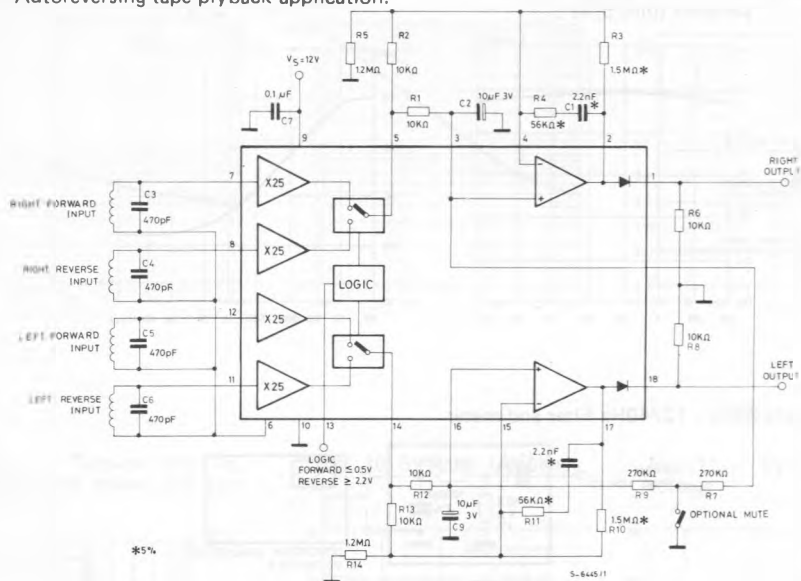 Autoreversing tape plyback application.
R5
1.2MΩ
R2
10KΩ
R3
1.5MΩ*
VS=12V
0.1µF
C7
R1
10KΩ
C2
10µF 3V
R4
56KΩ*
2.2nF
C1 *
9
5
3
4
2
RIGHT FORWARD
INPUT
C3
470pF
7
X25
1
RIGHT
OUTPUT
R6
10KΩ
RIGHT REVERSE
INPUT
C4
470pF
8
X25
LOGIC
LEFT FORWARD
INPUT
C5
470pF
12
X25
10KΩ
R8
LEFT REVERSE
INPUT
C6
470pF
11
X25
18
LEFT
OUTPUT
6
10
13
14
16
15
17
LOGIC
FORWARD ≤ 0.5V
REVERSE ≥ 2.2V
10KΩ
R12
R13
10KΩ
10µF
3V
C9
2.2nF
*
56KΩ*
R11
1.5MΩ*
R10
270KΩ
R9
270KΩ
R7
OPTIONAL MUTE
1.2MΩ
R14
*5%
S-6445/1